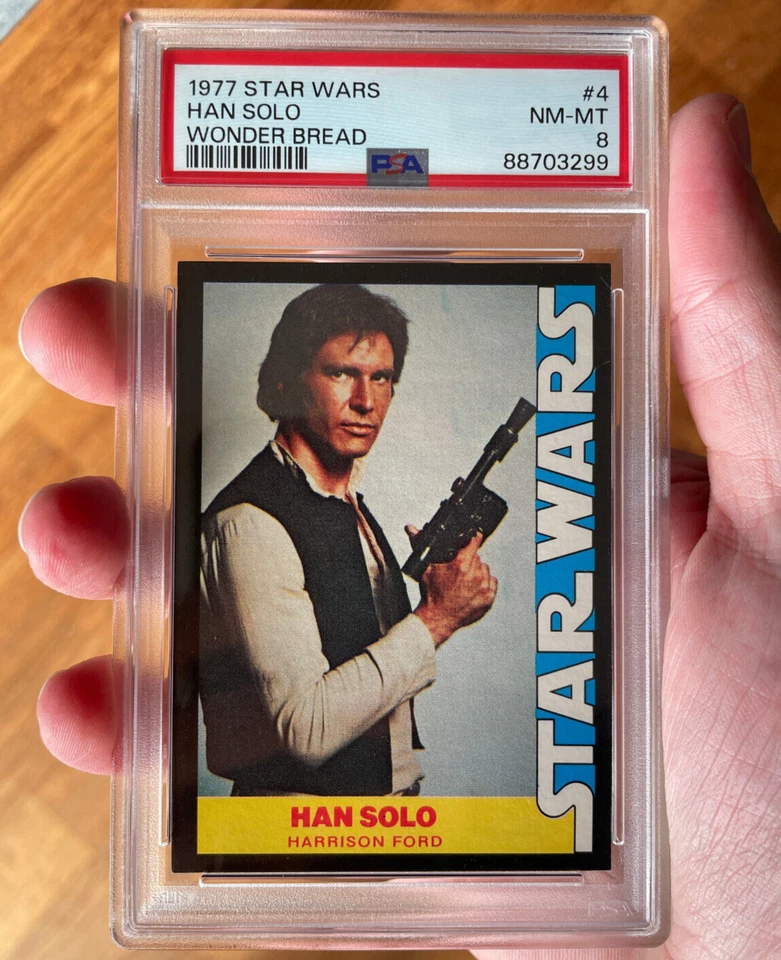 1977 STAR WARS #4
HAN SOLO NM-MT
WONDER BREAD 8
PSA 88703299
STAR WARS
HAN SOLO
HARRISON FORD